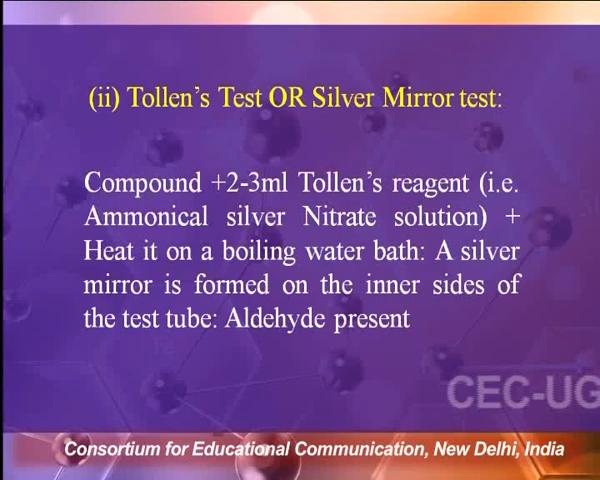 (ii) Tollen's Test OR Silver Mirror test:
Compound +2-3ml Tollen's reagent (i.e.
Ammonical silver Nitrate solution) +
Heat it on a boiling water bath: A silver
mirror is formed on the inner sides of
the test tube: Aldehyde present
CEC-UG
Consortium for Educational Communication, New Delhi, India